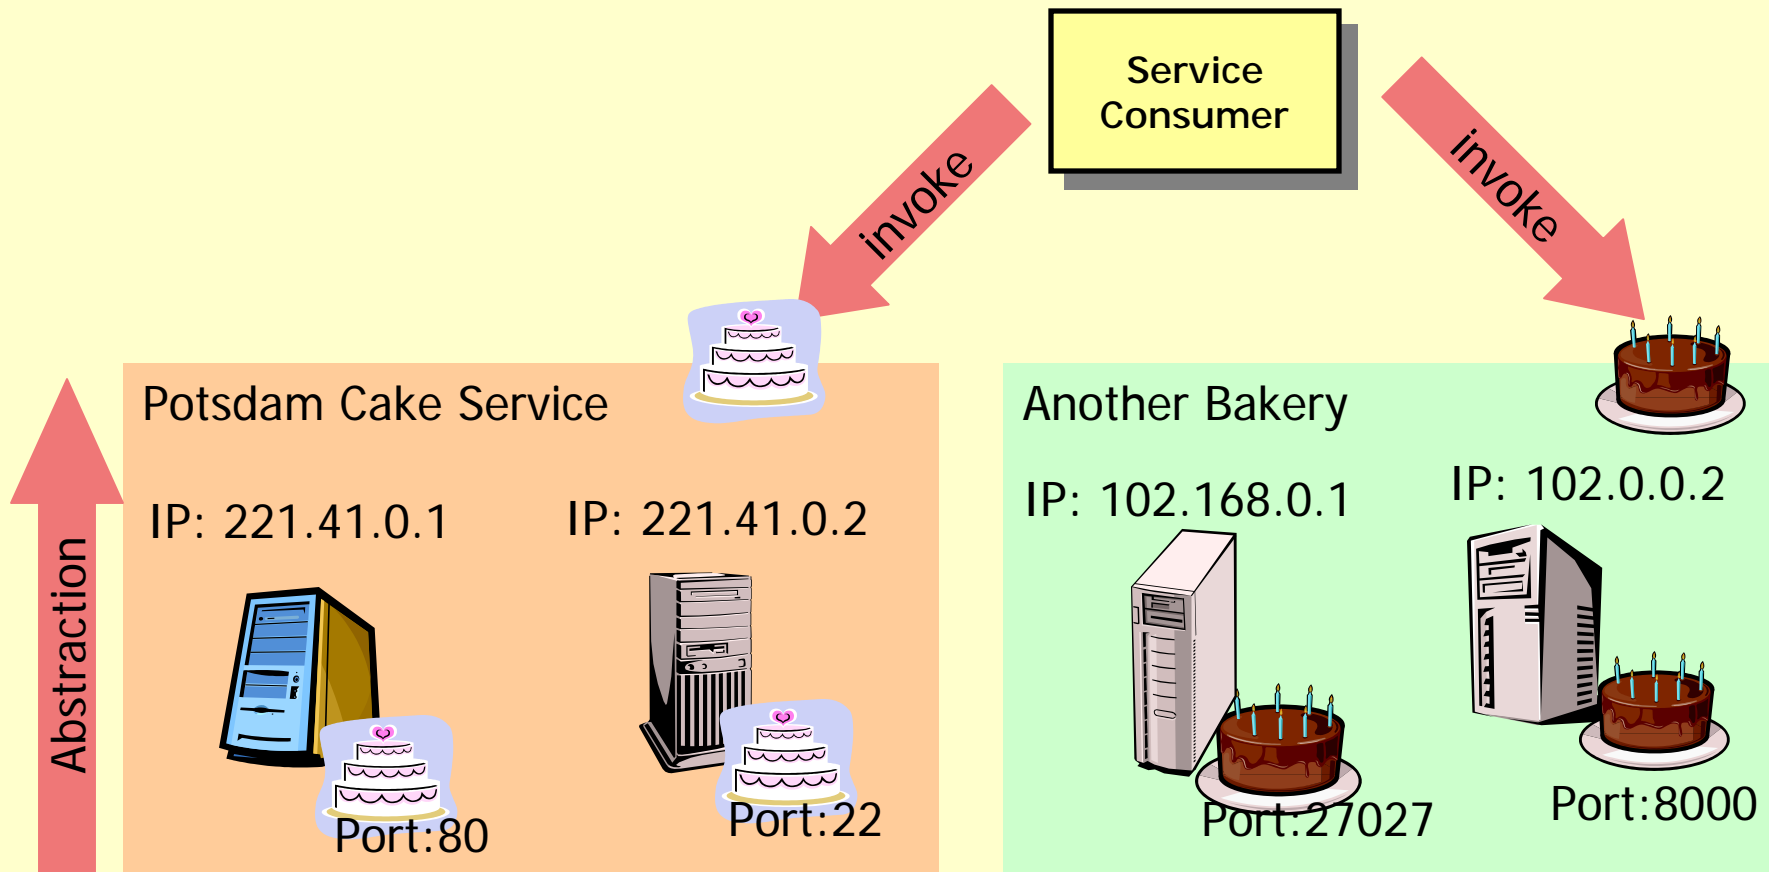 Service
Consumer
invoke
invoke
Potsdam Cake Service
Another Bakery
IP: 221.41.0.1
IP: 221.41.0.2
IP: 102.168.0.1
IP: 102.0.0.2
Abstraction
Port:80
Port:22
Port:27027
Port:8000